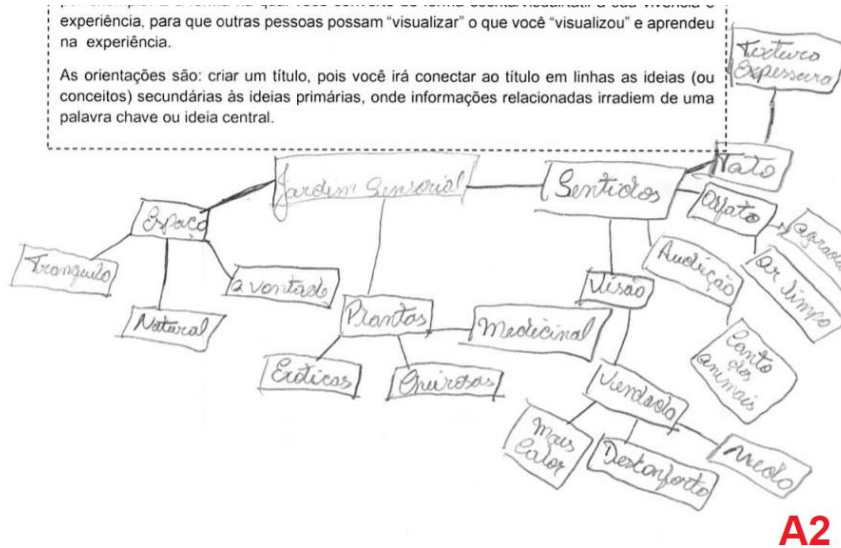 experiência, para que outras pessoas possam “visualizar” o que você “visualizou” e aprendeu
na experiência.
As orientações são: criar um título, pois você irá conectar ao título em linhas as ideias (ou
conceitos) secundárias às ideias primárias, onde informações relacionadas irradiem de uma
palavra chave ou ideia central.
Textura
Expessura
Tato
Jardim Sensorial
Sentidos
Olfato
Espaço
Audição
ar limpo
Tranquilo
a vontade
Visão
Natural
Plantas
Medicinal
Canto
dos
animais
Exóticas
Cheirosas
Viendado
Mais
Calor
Desconforto
Medo
A2